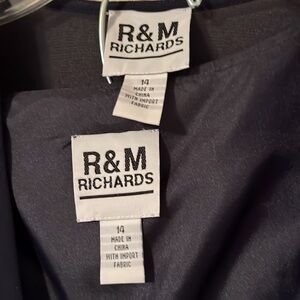 R&M
RICHARDS
14
MADE IN
CHINA
WITH IMPORT
FABRIC
R&M
RICHARDS
14
MADE IN
CHINA
WITH IMPORT
FABRIC